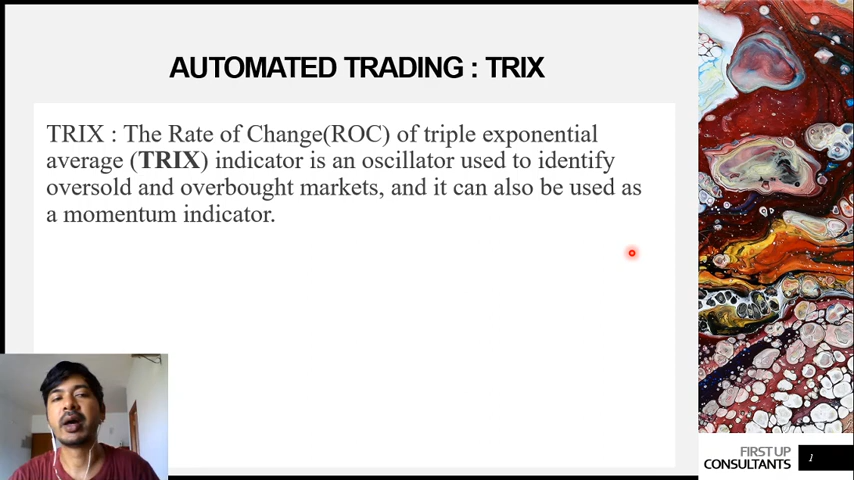 AUTOMATED TRADING : TRIX
TRIX : The Rate of Change(ROC) of triple exponential
average (TRIX) indicator is an oscillator used to identify
oversold and overbought markets, and it can also be used as
a momentum indicator.
FIRST UP
CONSULTANTS
1